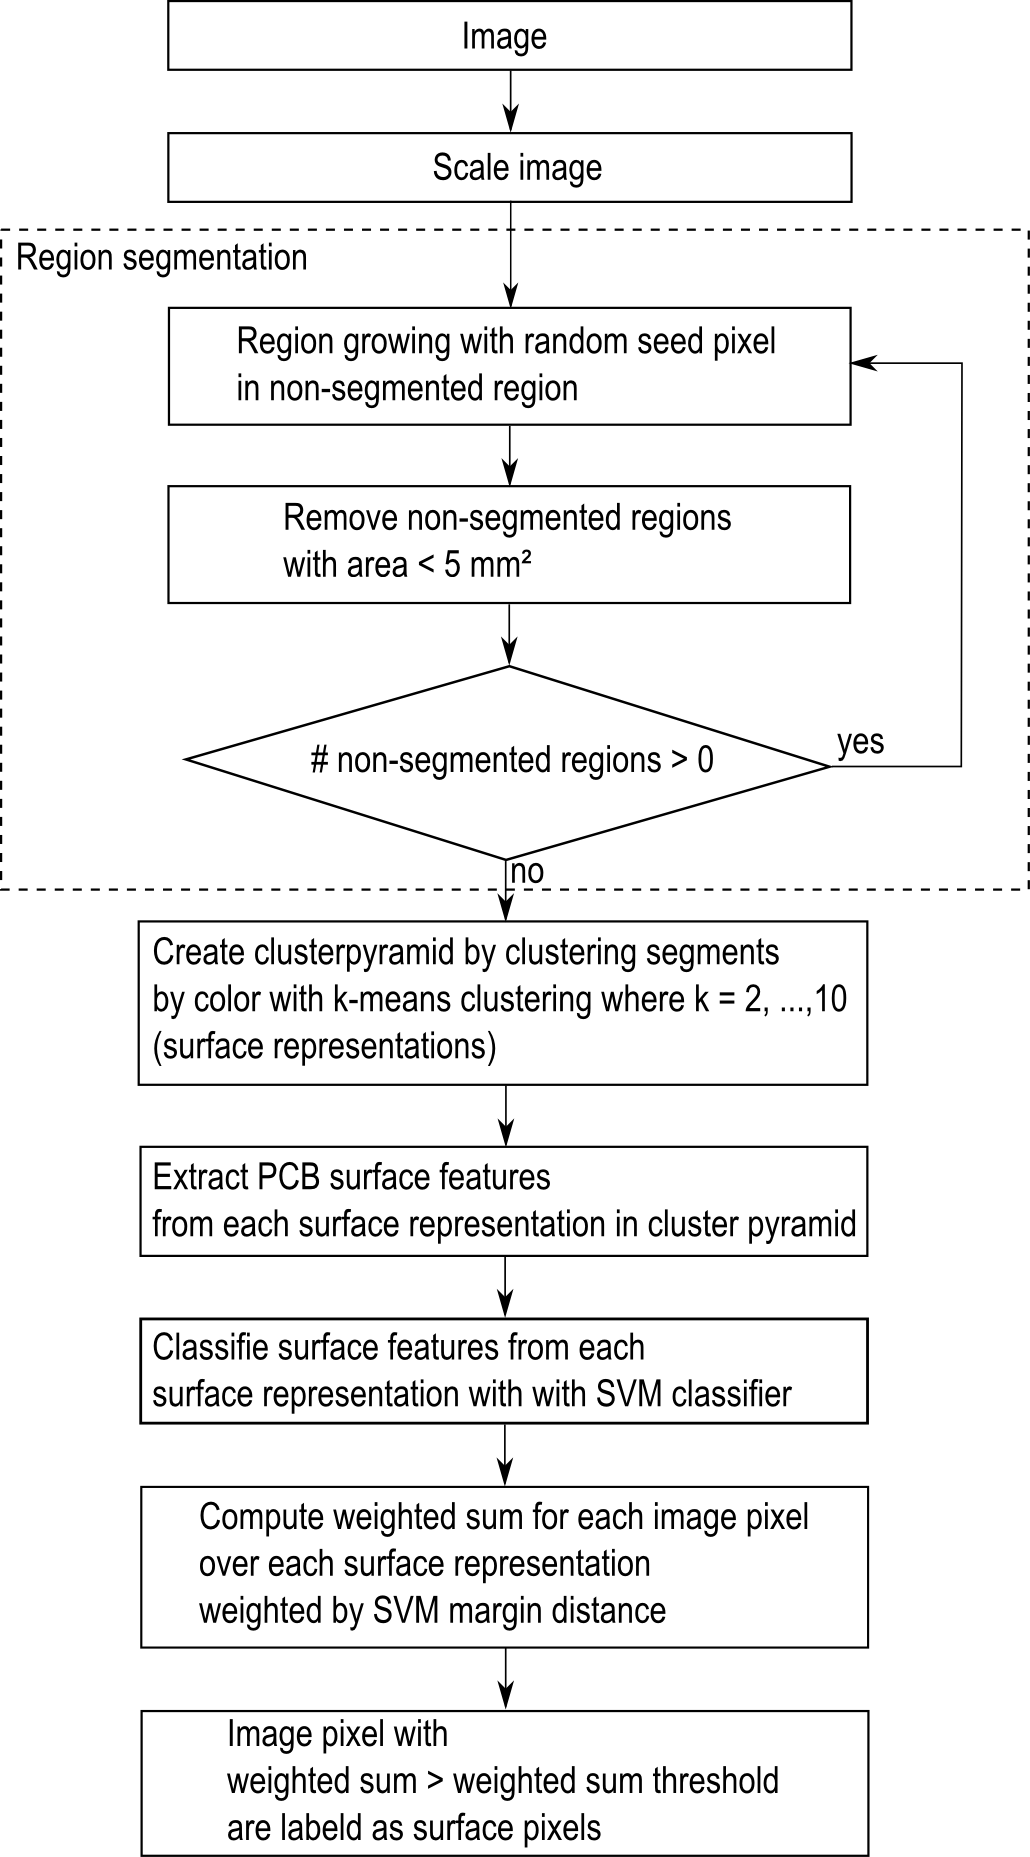 Image
Scale image
Region segmentation
Region growing with random seed pixel
in non-segmented region
Remove non-segmented regions
with area < 5 mm²
# non-segmented regions > 0
yes
no
Create clusterpyramid by clustering segments
by color with k-means clustering where k = 2, ...,10
(surface representations)
Extract PCB surface features
from each surface representation in cluster pyramid
Classifie surface features from each
surface representation with with SVM classifier
Compute weighted sum for each image pixel
over each surface representation
weighted by SVM margin distance
Image pixel with
weighted sum > weighted sum threshold
are labeld as surface pixels